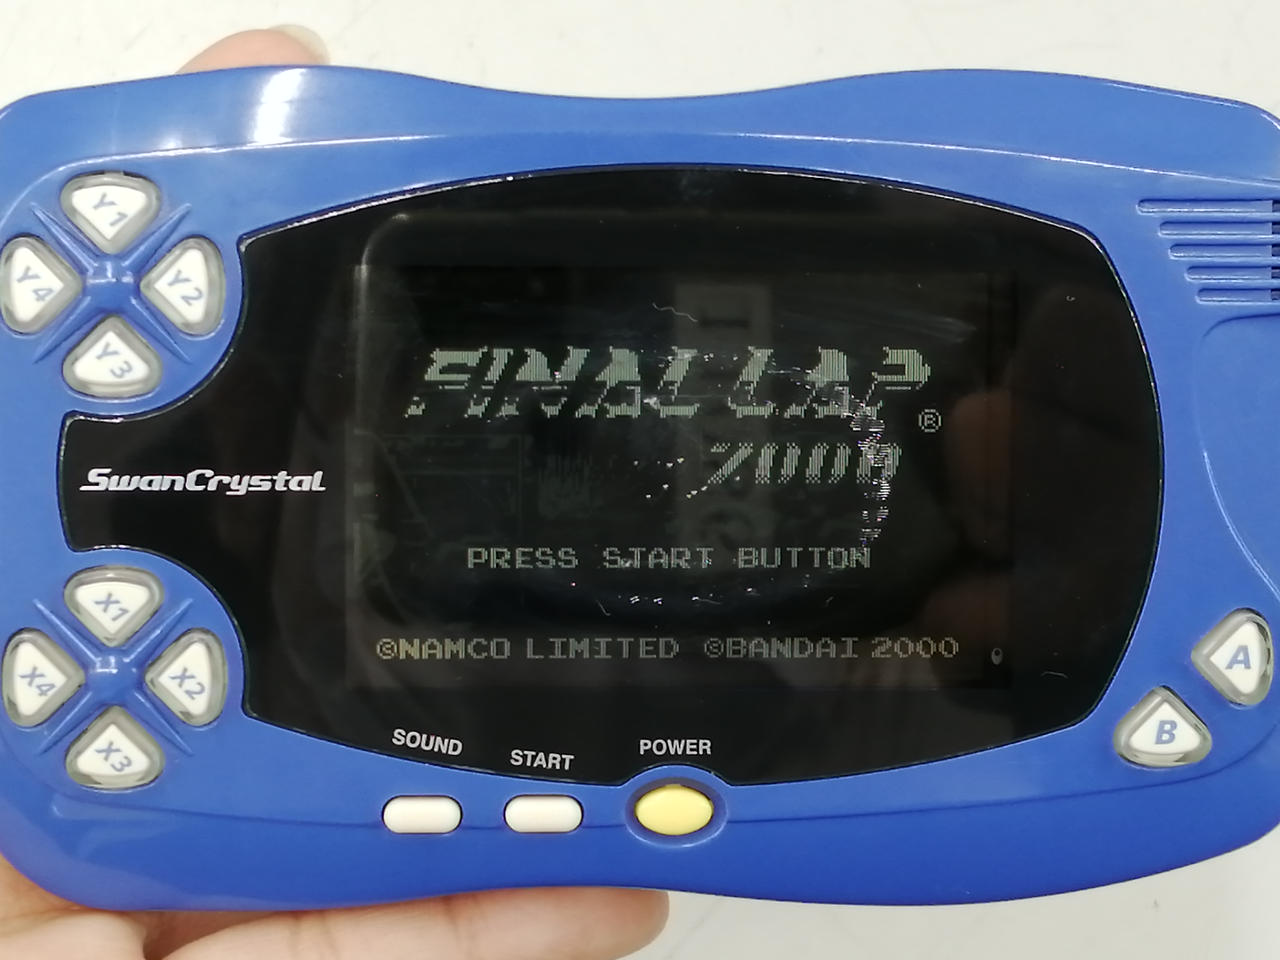 Y1
Y4
Y2
Y3
SwanCrystal
FINAL LAP
®
2000
PRESS START BUTTON
©NAMCO LIMITED ©BANDAI 2000
X1
X4
X2
X3
A
B
SOUND
START
POWER